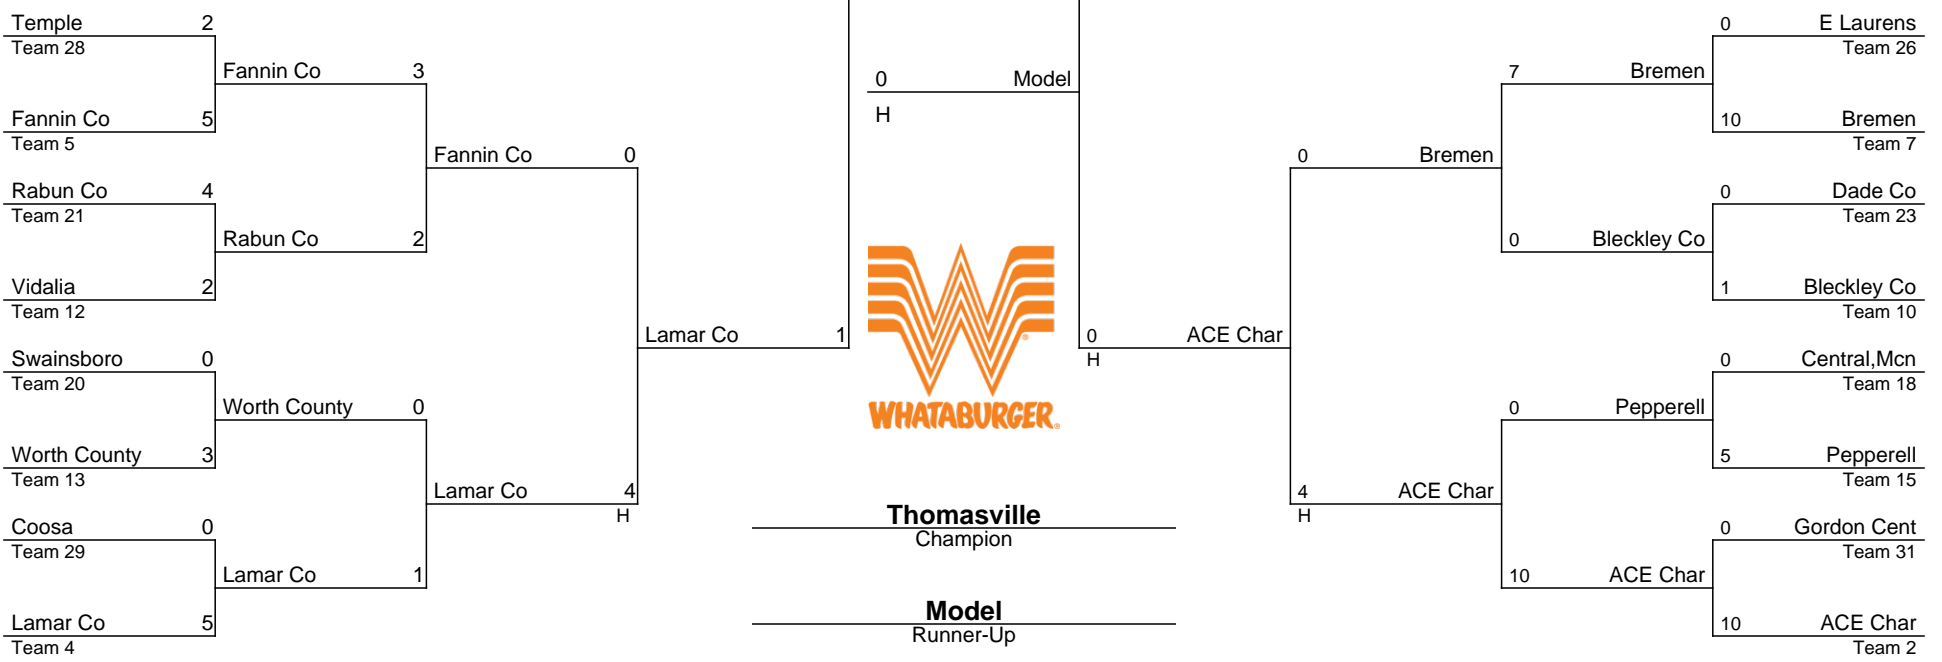 Temple 2
Team 28
Fannin Co 3
Fannin Co 5
Team 5
Fannin Co 0
Rabun Co 4
Team 21
Rabun Co 2
Vidalia 2
Team 12
Lamar Co 1
Swainsboro 0
Team 20
Worth County 0
Worth County 3
Team 13
Lamar Co 4
H
Coosa 0
Team 29
Lamar Co 1
Lamar Co 5
Team 4
0 Model
H
WHATABURGER®
Thomasville
Champion
Model
Runner-Up
0 E Laurens
Team 26
7 Bremen
10 Bremen
Team 7
0 Bremen
0 Dade Co
Team 23
0 Bleckley Co
1 Bleckley Co
Team 10
0 ACE Char
H
0 Central,Mcn
Team 18
0 Pepperell
5 Pepperell
Team 15
4 ACE Char
H
0 Gordon Cent
Team 31
10 ACE Char
10 ACE Char
Team 2